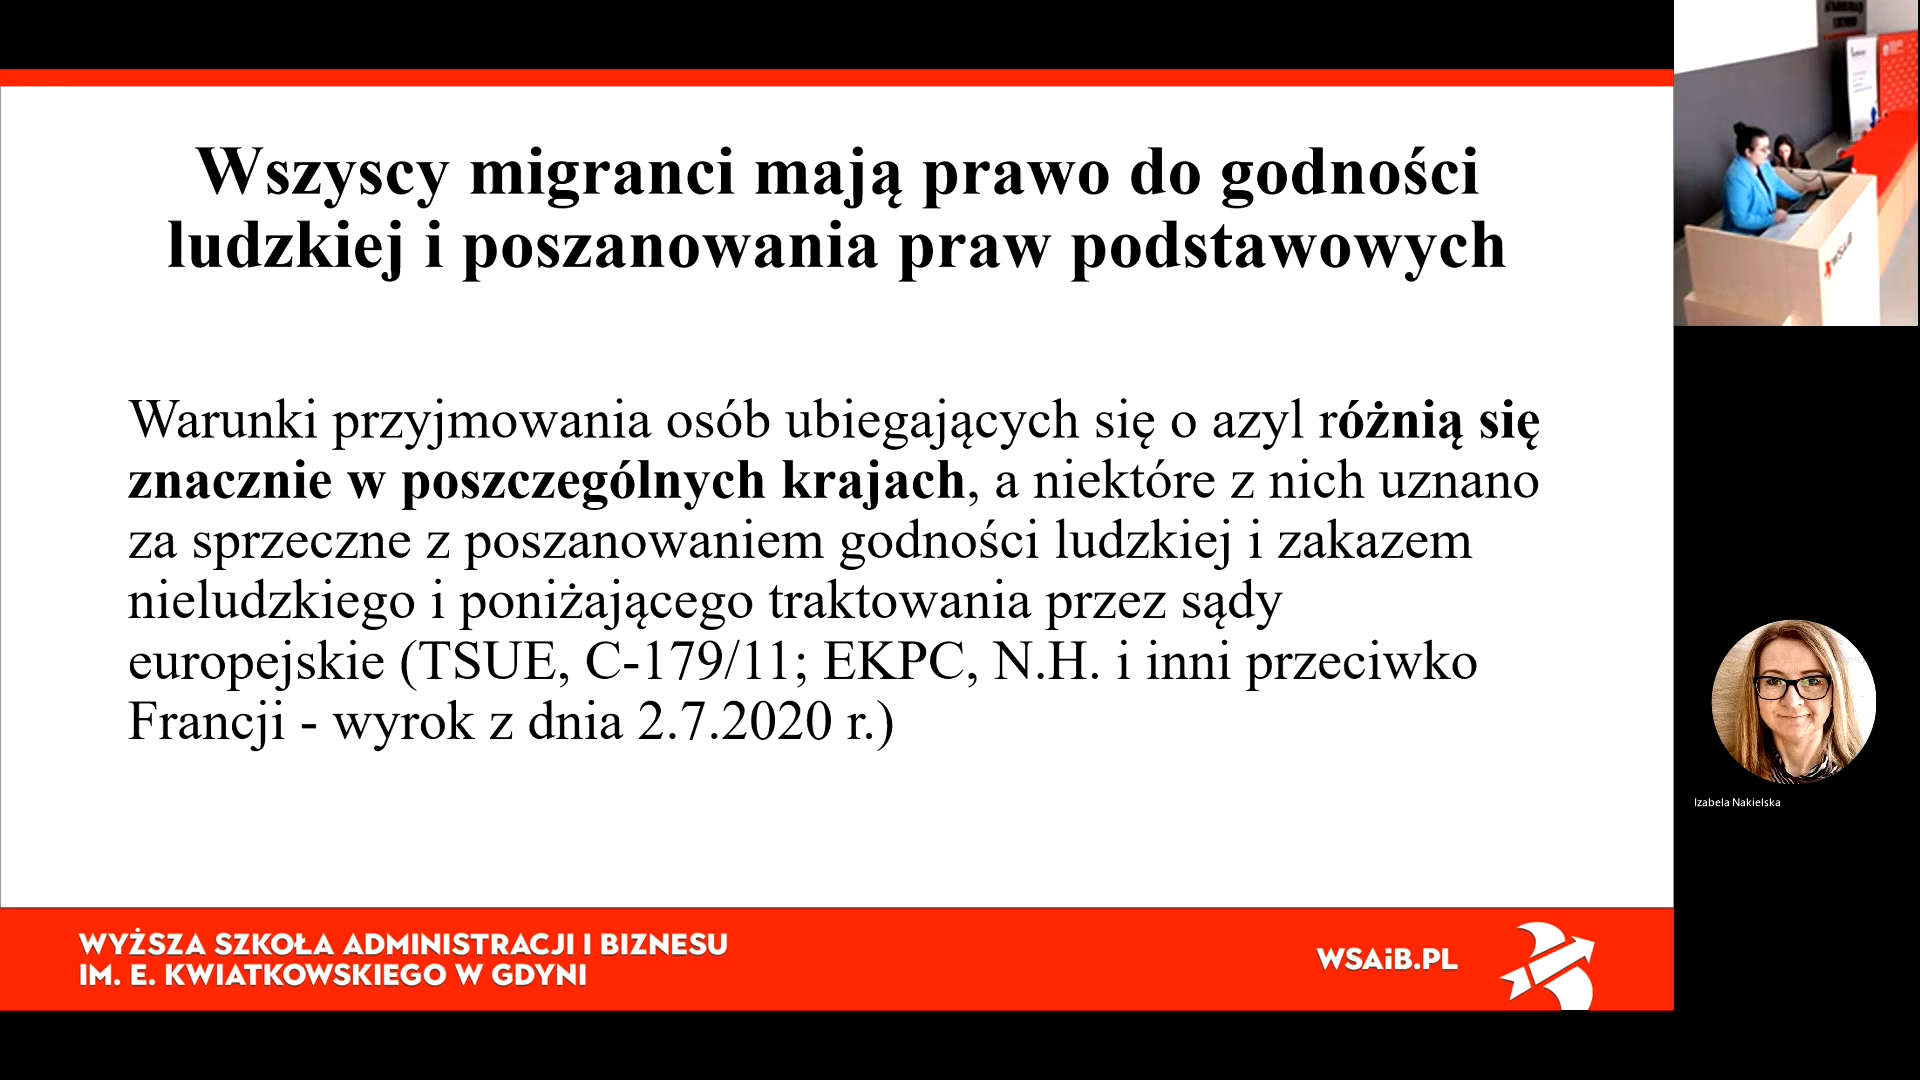 Wszyscy migranci mają prawo do godności
ludzkiej i poszanowania praw podstawowych
Warunki przyjmowania osób ubiegających się o azyl różnią się
znacznie w poszczególnych krajach, a niektóre z nich uznano
za sprzeczne z poszanowaniem godności ludzkiej i zakazem
nieludzkiego i poniżającego traktowania przez sądy
europejskie (TSUE, C-179/11; EKPC, N.H. i inni przeciwko
Francji - wyrok z dnia 2.7.2020 r.)
WYŻSZA SZKOŁA ADMINISTRACJI I BIZNESU
IM. E. KWIATKOWSKIEGO W GDYNI
WSAiB.PL
WSAiB
Izabela Nakielska